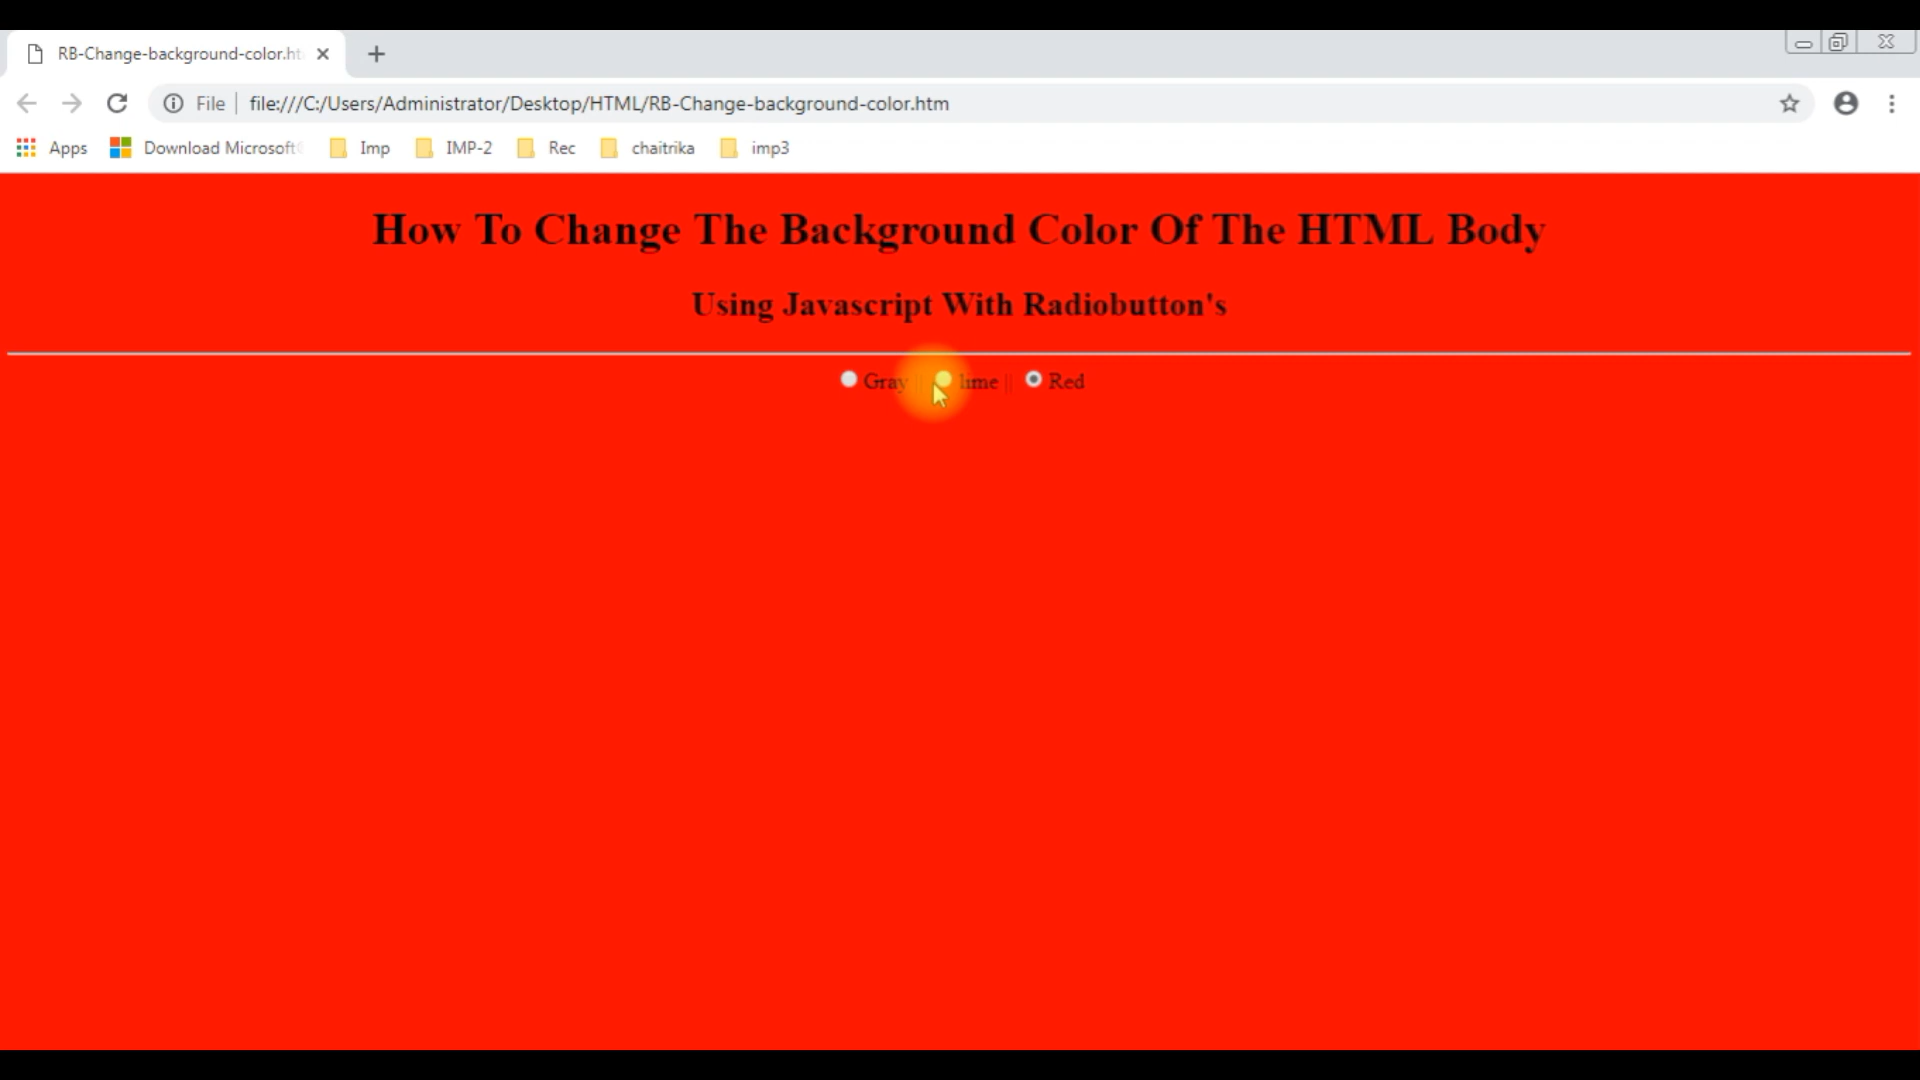 RB-Change-background-color.ht
File file:///C:/Users/Administrator/Desktop/HTML/RB-Change-background-color.htm
Apps Download Microsoft Imp IMP-2 Rec chaitrika imp3
How To Change The Background Color Of The HTML Body
Using Javascript With Radiobutton's
Gray || lime || Red